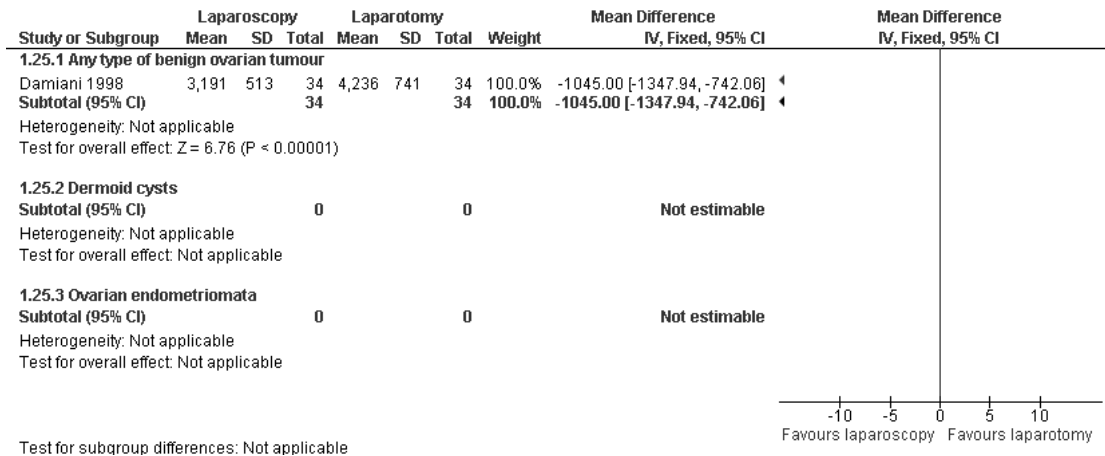 Laparoscopy Laparotomy Mean Difference Mean Difference
Study or Subgroup Mean SD Total Mean SD Total Weight IV, Fixed, 95% CI IV, Fixed, 95% CI
1.25.1 Any type of benign ovarian tumour
Damiani 1998 3,191 513 34 4,236 741 34 100.0% -1045.00 [-1347.94, -742.06]
Subtotal (95% CI) 34 34 100.0% -1045.00 [-1347.94, -742.06]
Heterogeneity: Not applicable
Test for overall effect: Z = 6.76 (P < 0.00001)
1.25.2 Dermoid cysts
Subtotal (95% CI) 0 0 Not estimable
Heterogeneity: Not applicable
Test for overall effect: Not applicable
1.25.3 Ovarian endometriomata
Subtotal (95% CI) 0 0 Not estimable
Heterogeneity: Not applicable
Test for overall effect: Not applicable
-10 -5 0 5 10
Favours laparoscopy Favours laparotomy
Test for subgroup differences: Not applicable